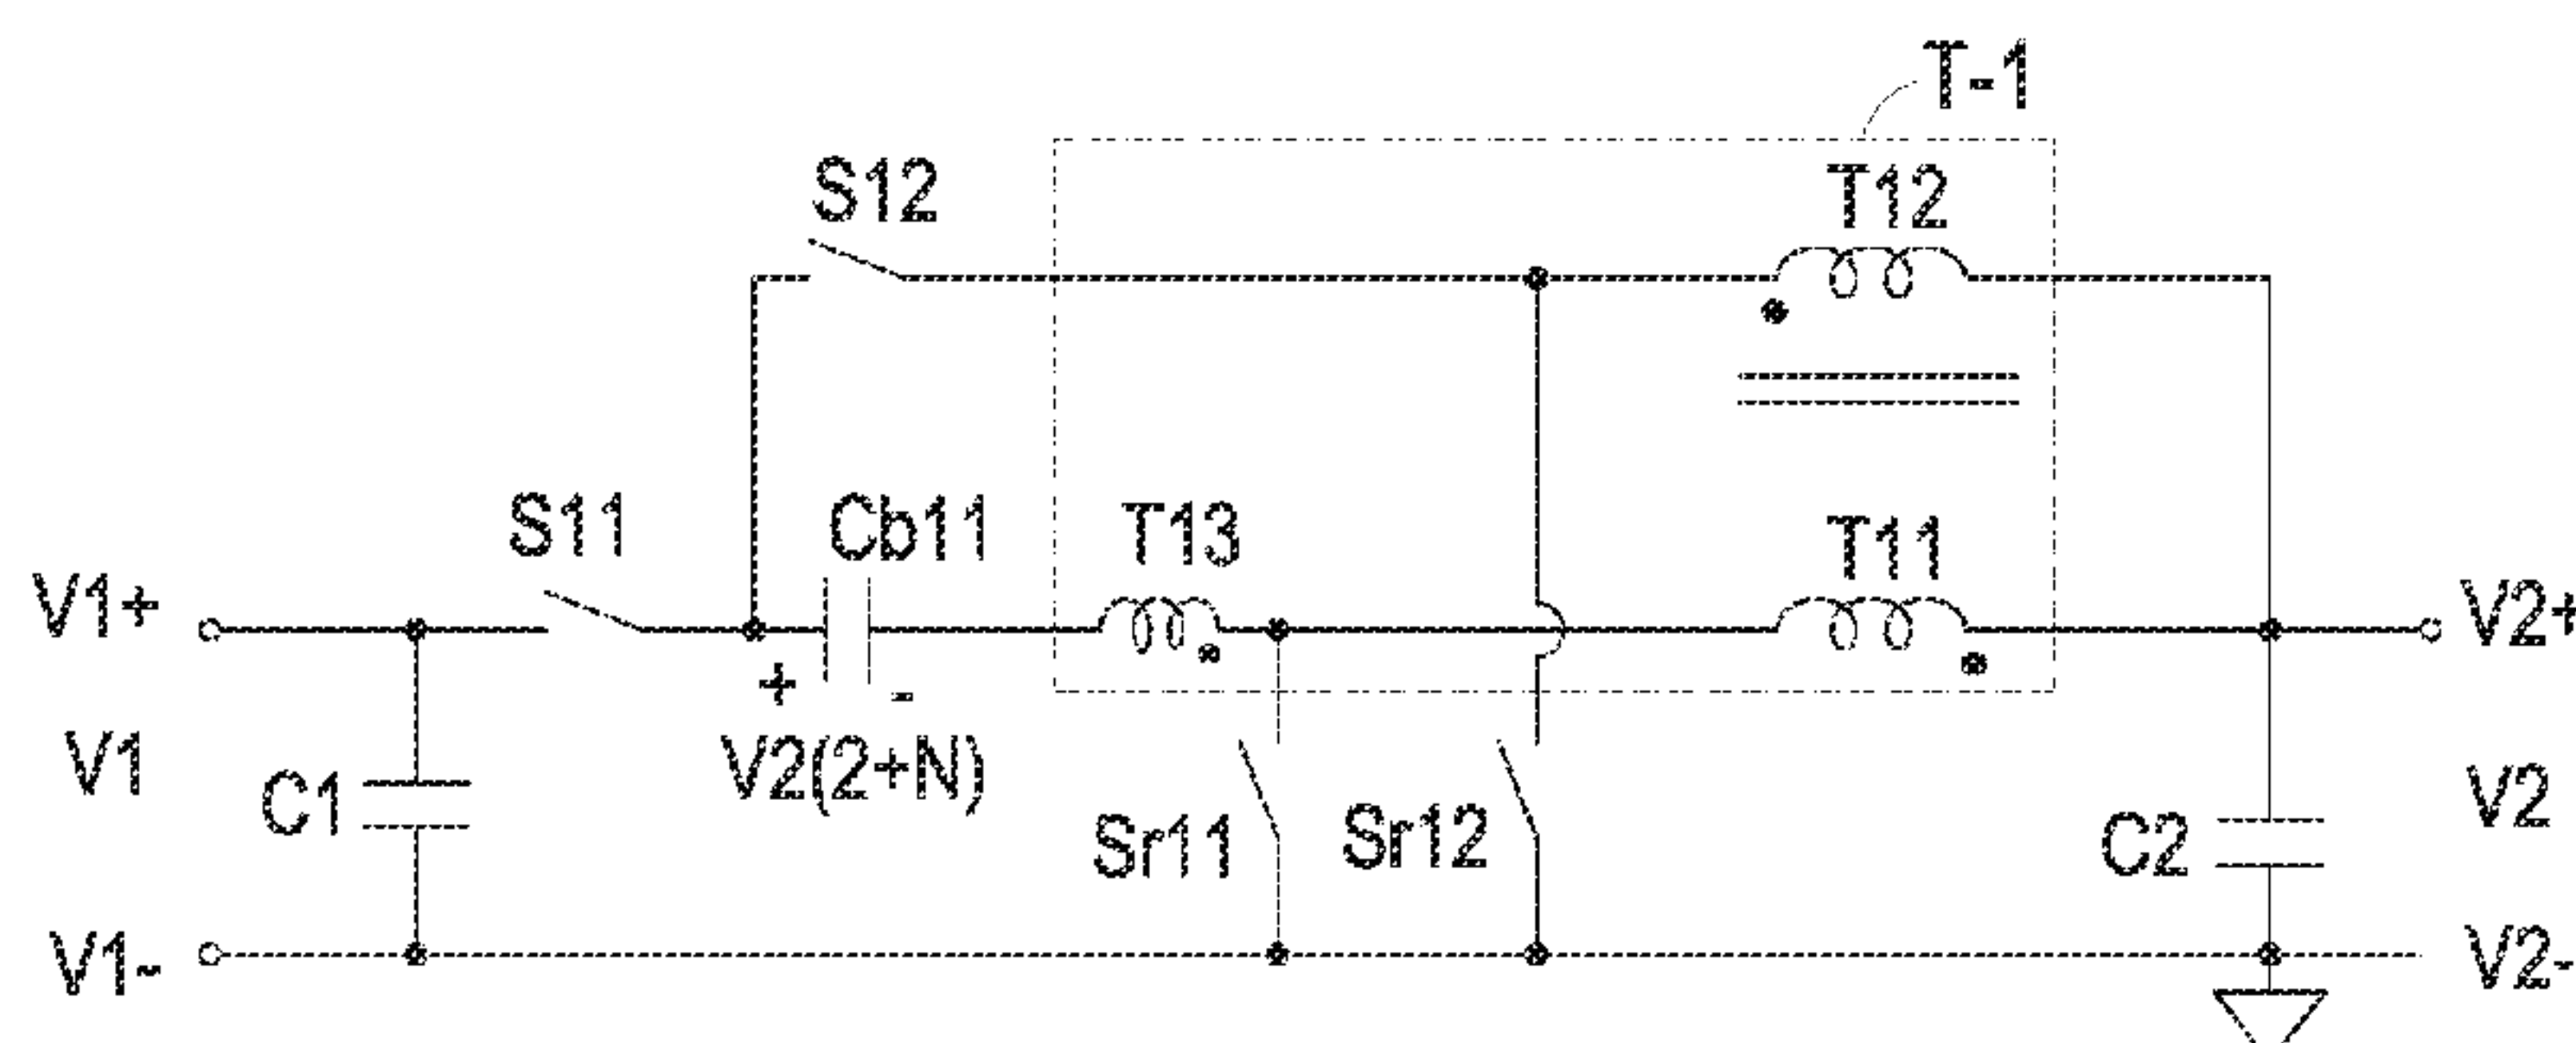 T-1
S12
T12
S11
Cb11
T13
T11
V1+
V2+
+
-
V1
V2(2+N)
V2
C1
Sr11
Sr12
C2
V1-
V2-